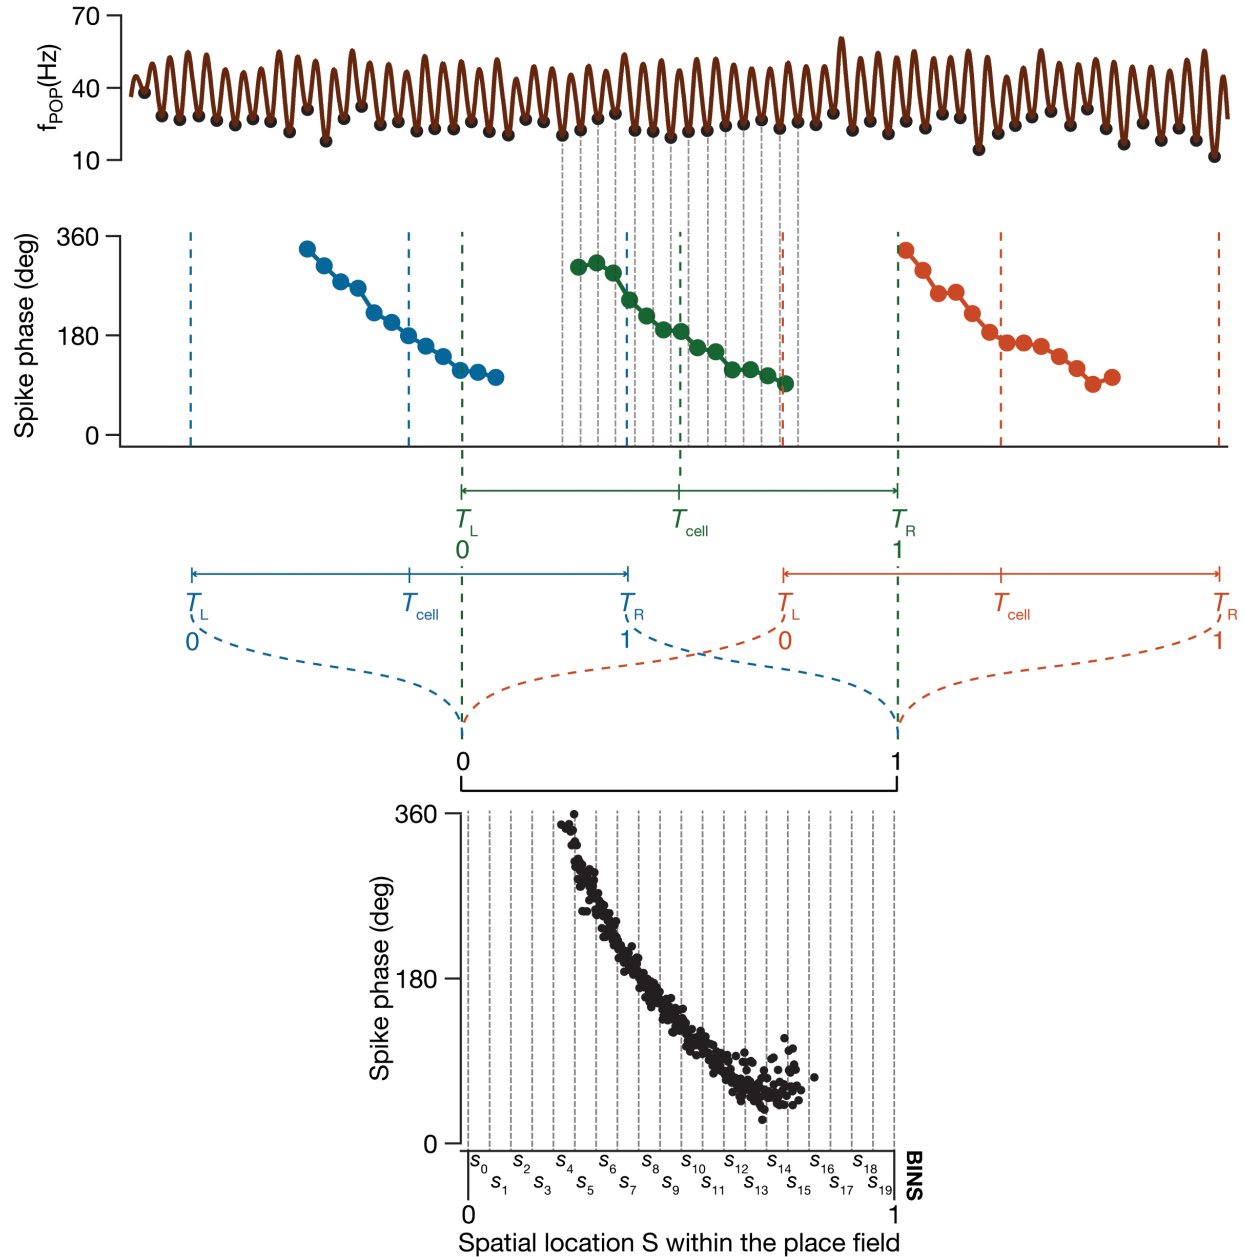 70
f_POP(Hz)
40
10
360
Spike phase (deg)
180
0
T_L T_cell T_R
0 1
T_L T_cell T_R T_L T_cell T_R
0 1 0 1
0 1
360
Spike phase (deg)
180
0
s_0 s_2 s_4 s_6 s_8 s_10 s_12 s_14 s_16 s_18
s_1 s_3 s_5 s_7 s_9 s_11 s_13 s_15 s_17 s_19
BINS
0 1
Spatial location S within the place field